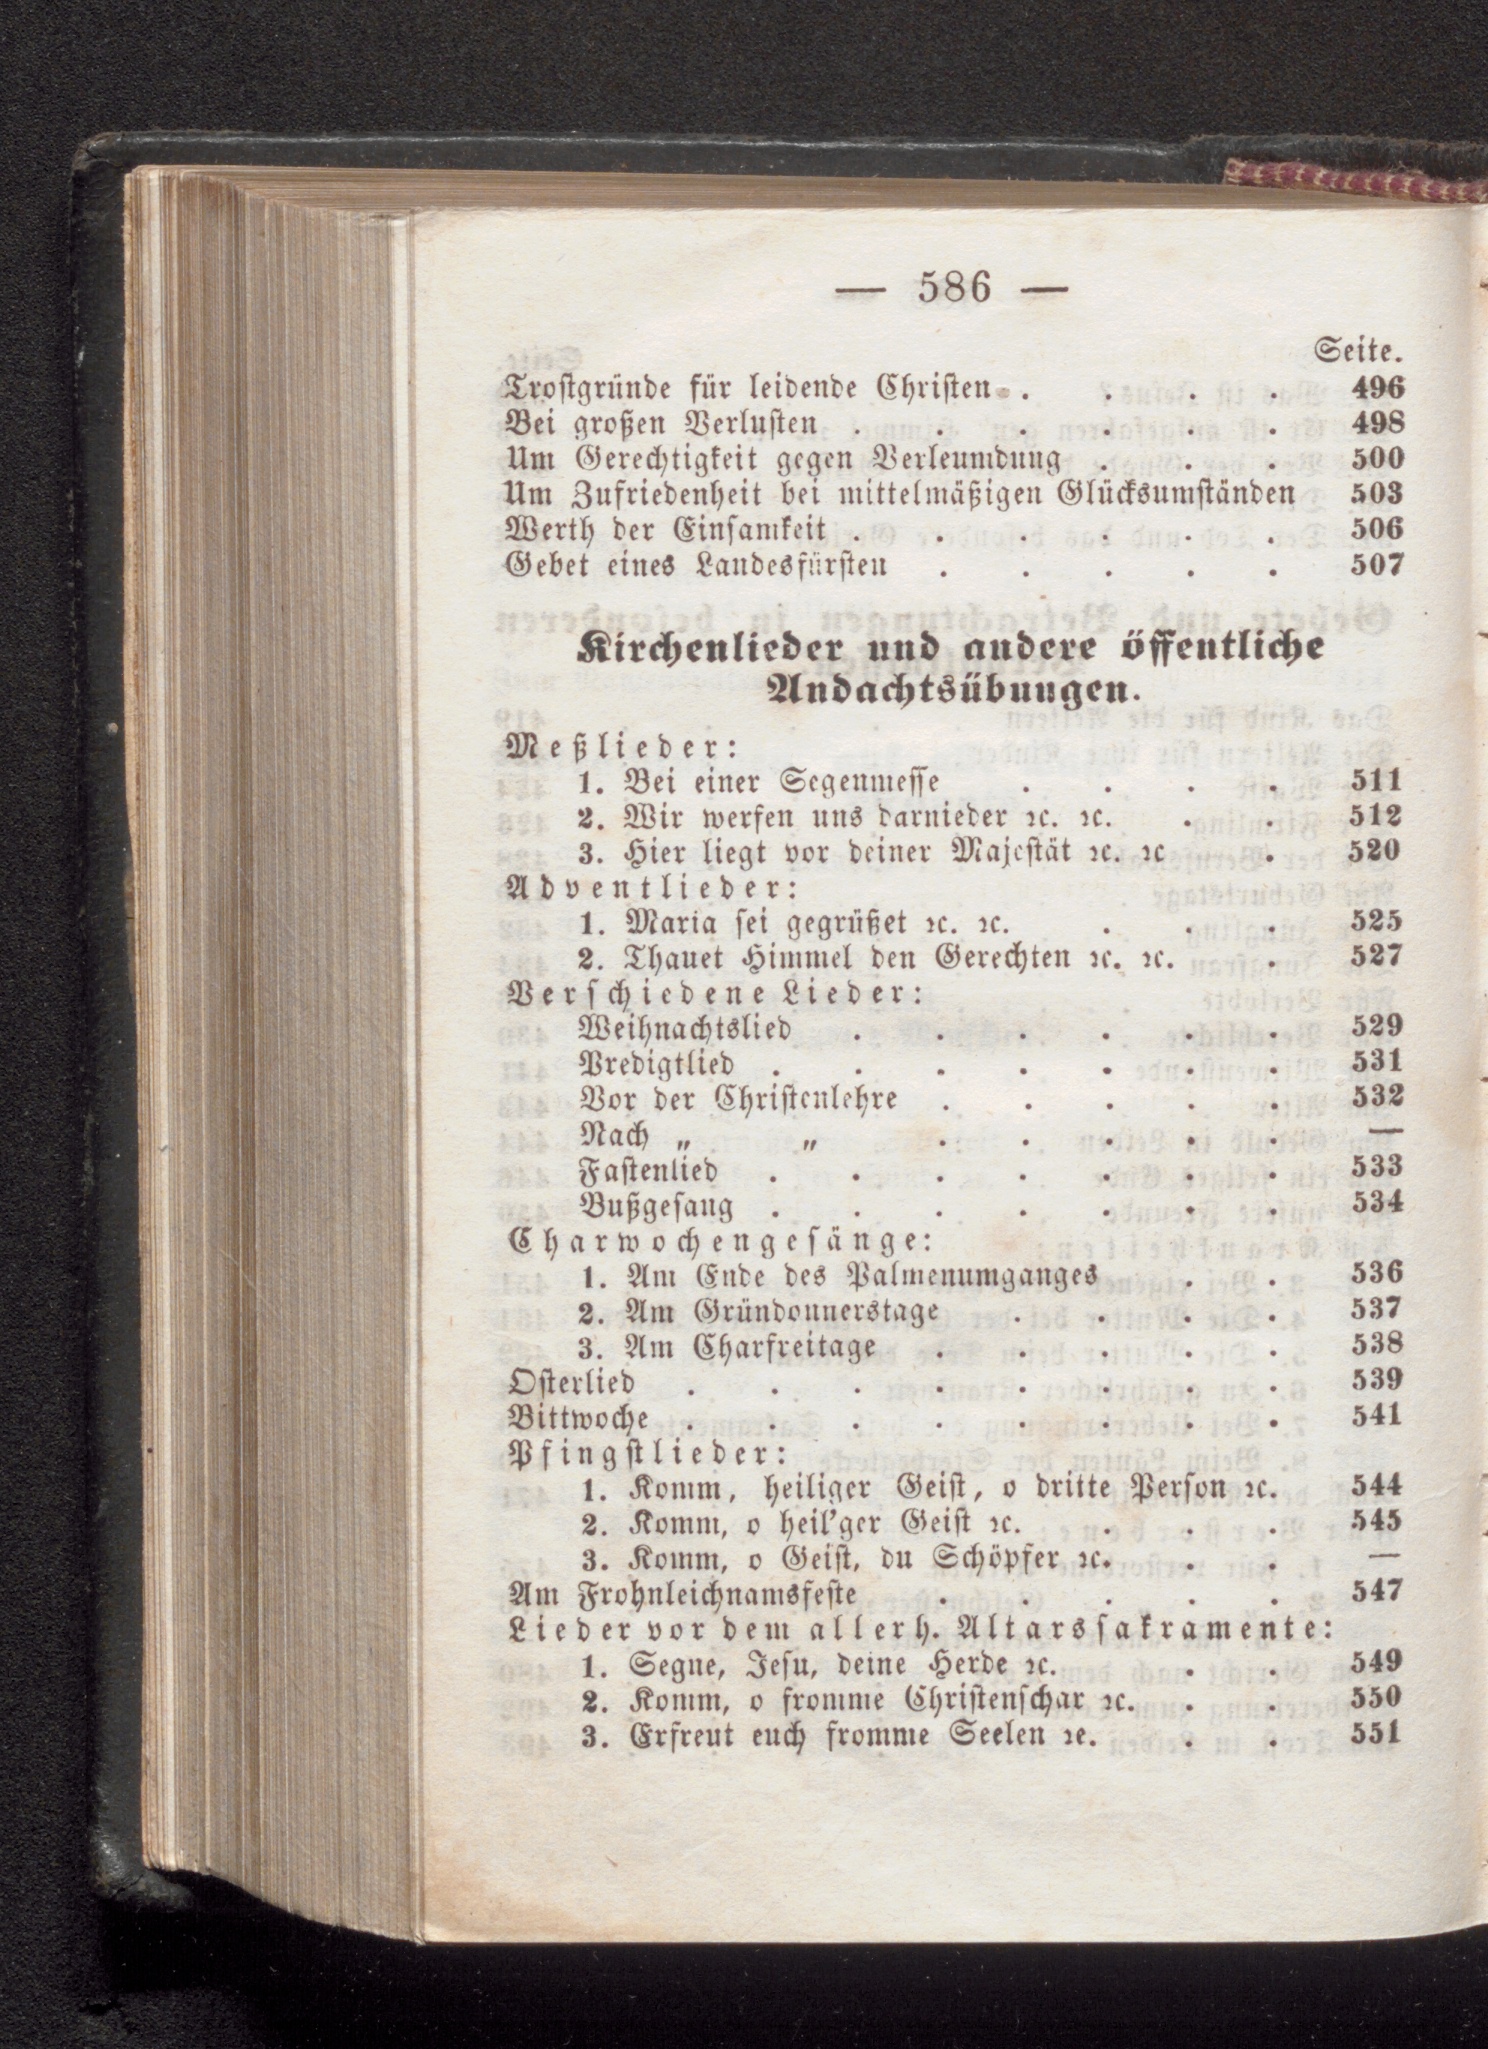 — 586 —
Seite.
Trostgründe für leidende Christen . . . . 496
Bei großen Verlusten . . . . . . 498
Um Gerechtigkeit gegen Verleumdung . . . 500
Um Zufriedenheit bei mittelmäßigen Glücksumständen 503
Werth der Einsamkeit . . . . . . 506
Gebet eines Landesfürsten . . . . . 507
Kirchenlieder und andere öffentliche
Andachtsübungen.
Meßlieder:
1. Bei einer Segenmesse . . . . 511
2. Wir werfen uns darnieder ꝛc. ꝛc. . . 512
3. Hier liegt vor deiner Majestät ꝛc. ꝛc . 520
Adventlieder:
1. Maria sei gegrüßet ꝛc. ꝛc. . . . 525
2. Thauet Himmel den Gerechten ꝛc. ꝛc. . 527
Verschiedene Lieder:
Weihnachtslied . . . . . . 529
Predigtlied . . . . . . . 531
Vor der Christenlehre . . . . . 532
Nach „ „ . . . . . —
Fastenlied . . . . . . . 533
Bußgesang . . . . . . . 534
Charwochengesänge:
1. Am Ende des Palmenumganges . . 536
2. Am Gründonnerstage . . . . 537
3. Am Charfreitage . . . . . 538
Osterlied . . . . . . . . 539
Bittwoche . . . . . . . . 541
Pfingstlieder:
1. Komm, heiliger Geist, o dritte Person ꝛc. 544
2. Komm, o heil'ger Geist ꝛc. . . . 545
3. Komm, o Geist, du Schöpfer ꝛc. . . —
Am Frohnleichnamsfeste . . . . . 547
Lieder vor dem allerh. Altarssakramente:
1. Segne, Jesu, deine Herde ꝛc. . . 549
2. Komm, o fromme Christenschar ꝛc. . . 550
3. Erfreut euch fromme Seelen ꝛe. . . 551